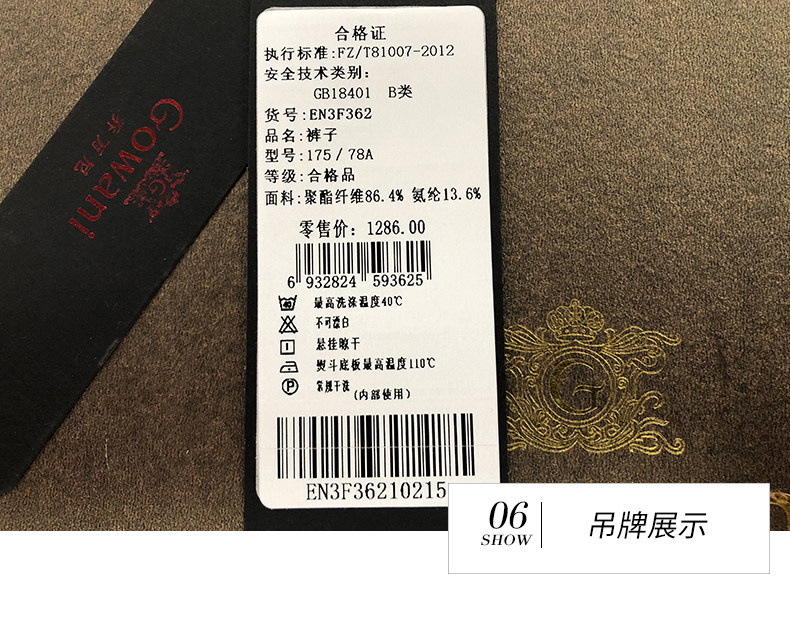 Gowani
乔万尼
合格证
执行标准:FZ/T81007-2012
安全技术类别:
GB18401 B类
货号:EN3F362
品名:裤子
型号:175/78A
等级:合格品
面料:聚酯纤维86.4% 氨纶13.6%
零售价: 1286.00
6 932824 593625
40 最高洗涤温度40℃
不可漂白
悬挂晾干
熨斗底板最高温度110℃
P 常规干洗
(内部使用)
EN3F36210215
G
06
SHOW
吊牌展示